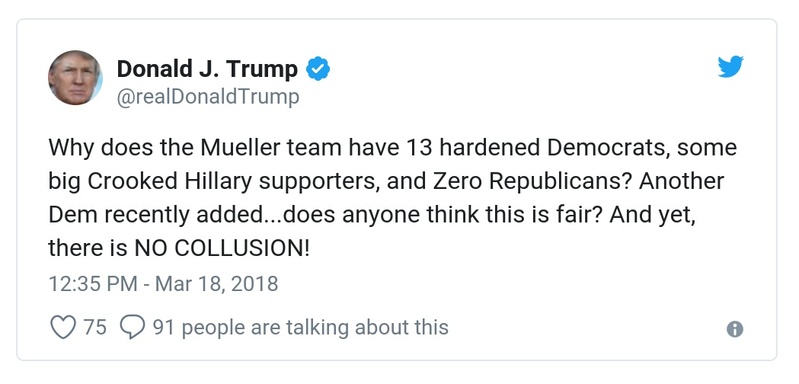 Donald J. Trump
@realDonaldTrump
Why does the Mueller team have 13 hardened Democrats, some
big Crooked Hillary supporters, and Zero Republicans? Another
Dem recently added...does anyone think this is fair? And yet,
there is NO COLLUSION!
12:35 PM - Mar 18, 2018
75 91 people are talking about this